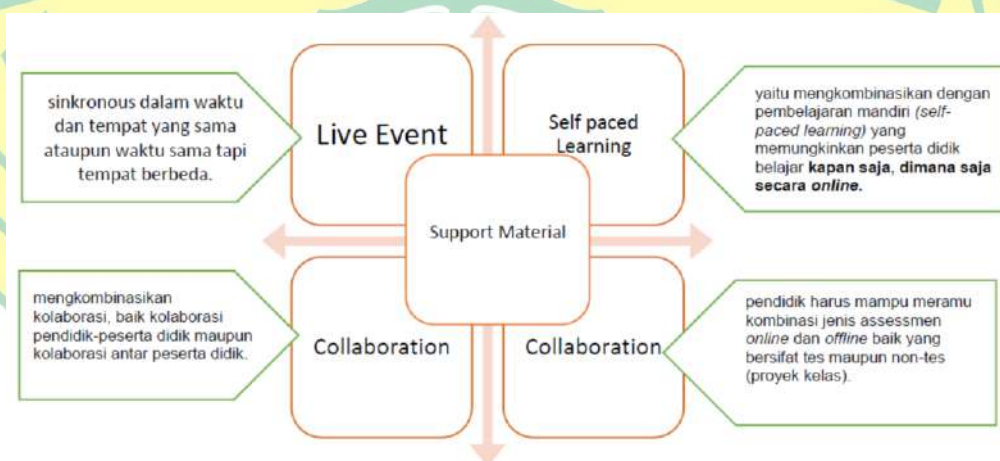 sinkronous dalam waktu
dan tempat yang sama
ataupun waktu sama tapi
tempat berbeda.
Live Event
Self paced
Learning
yaitu mengkombinasikan dengan
pembelajaran mandiri (self-
paced learning) yang
memungkinkan peserta didik
belajar kapan saja, dimana saja
secara online.
Support Material
mengkombinasikan
kolaborasi, baik kolaborasi
pendidik-peserta didik maupun
kolaborasi antar peserta didik.
Collaboration
Collaboration
pendidik harus mampu meramu
kombinasi jenis assessmen
online dan offline baik yang
bersifat tes maupun non-tes
(proyek kelas).